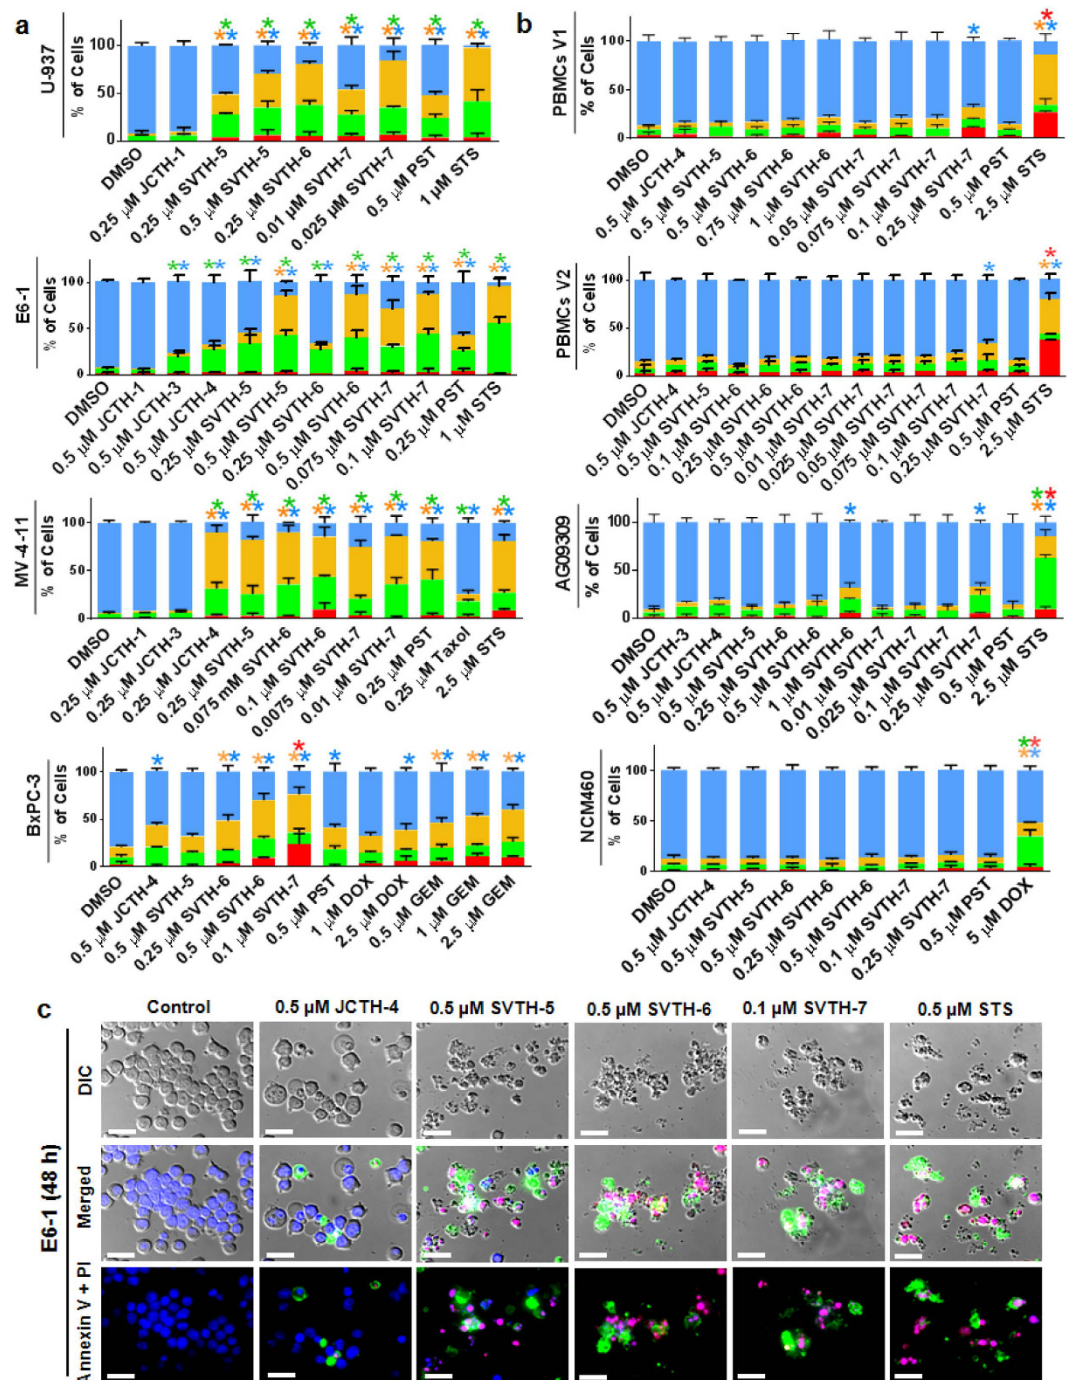 a
U-937
% of Cells
100
50
0
DMSO
0.25 µM JCTH-1
0.25 µM SVTH-5
0.5 µM SVTH-5
0.25 µM SVTH-6
0.01 µM SVTH-7
0.025 µM SVTH-7
0.5 µM PST
1 µM STS
E6-1
% of Cells
100
50
0
DMSO
0.5 µM JCTH-1
0.5 µM JCTH-3
0.5 µM JCTH-4
0.25 µM SVTH-5
0.5 µM SVTH-5
0.25 µM SVTH-6
0.5 µM SVTH-6
0.075 µM SVTH-7
0.1 µM SVTH-7
0.25 µM PST
1 µM STS
MV-4-11
% of Cells
100
50
0
DMSO
0.25 µM JCTH-1
0.25 µM JCTH-3
0.25 µM JCTH-4
0.25 µM SVTH-5
0.075 mM SVTH-6
0.1 µM SVTH-6
0.0075 µM SVTH-7
0.01 µM SVTH-7
0.25 µM PST
0.25 µM Taxol
2.5 µM STS
BxPC-3
% of Cells
100
50
0
DMSO
0.5 µM JCTH-4
0.5 µM SVTH-5
0.25 µM SVTH-6
0.5 µM SVTH-6
0.1 µM SVTH-7
0.5 µM PST
1 µM DOX
2.5 µM DOX
0.5 µM GEM
1 µM GEM
2.5 µM GEM
b
PBMCs V1
% of Cells
100
50
0
DMSO
0.5 µM JCTH-4
0.5 µM SVTH-5
0.5 µM SVTH-6
0.75 µM SVTH-6
1 µM SVTH-6
0.05 µM SVTH-7
0.075 µM SVTH-7
0.1 µM SVTH-7
0.25 µM SVTH-7
0.5 µM PST
2.5 µM STS
PBMCs V2
% of Cells
100
50
0
DMSO
0.5 µM JCTH-4
0.5 µM SVTH-5
0.1 µM SVTH-6
0.25 µM SVTH-6
0.5 µM SVTH-6
0.01 µM SVTH-7
0.025 µM SVTH-7
0.05 µM SVTH-7
0.075 µM SVTH-7
0.1 µM SVTH-7
0.25 µM SVTH-7
0.5 µM PST
2.5 µM STS
AG09309
% of Cells
100
50
0
DMSO
0.5 µM JCTH-3
0.5 µM JCTH-4
0.5 µM SVTH-5
0.25 µM SVTH-6
0.5 µM SVTH-6
1 µM SVTH-6
0.01 µM SVTH-7
0.025 µM SVTH-7
0.1 µM SVTH-7
0.25 µM SVTH-7
0.5 µM PST
2.5 µM STS
NCM460
% of Cells
100
50
0
DMSO
0.5 µM JCTH-4
0.5 µM SVTH-5
0.5 µM SVTH-6
0.25 µM SVTH-6
0.5 µM SVTH-6
0.1 µM SVTH-7
0.25 µM SVTH-7
0.5 µM PST
5 µM DOX
c
Control
0.5 µM JCTH-4
0.5 µM SVTH-5
0.5 µM SVTH-6
0.1 µM SVTH-7
0.5 µM STS
E6-1 (48 h)
DIC
Merged
Annexin V + PI